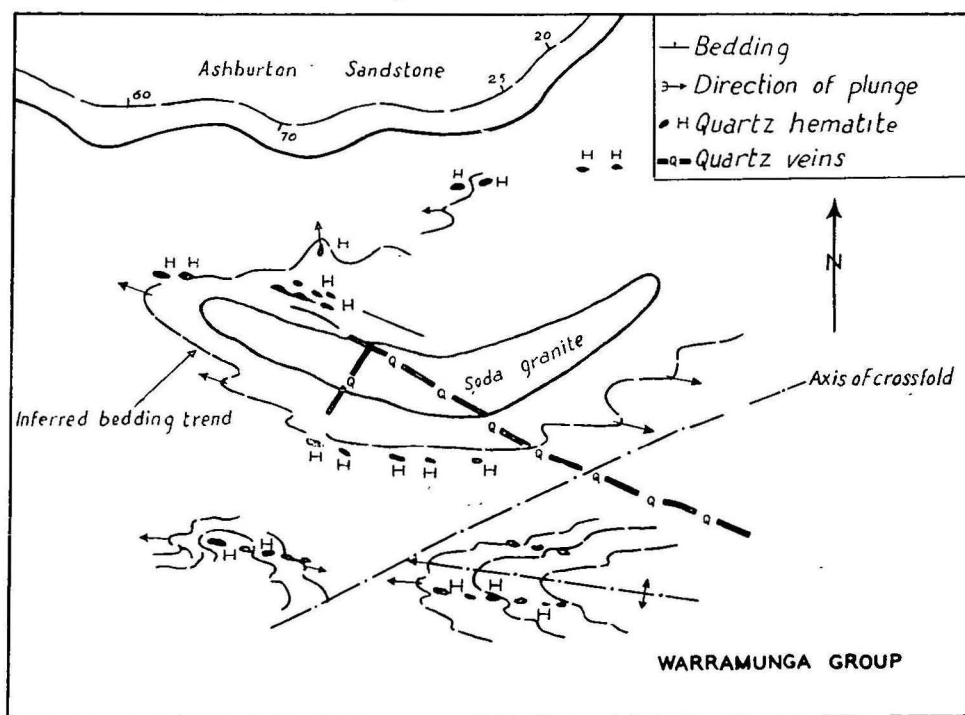 Ashburton Sandstone
60
70
25
20
Bedding
Direction of plunge
H Quartz hematite
Q Quartz veins
N
H H
H H
H
H H
H
H
H
H
Q
Q
Q
Q
Q
Q
Q
Q
Soda granite
Axis of crossfold
Inferred bedding trend
H H H H H
H H H
H H
H
WARRAMUNGA GROUP